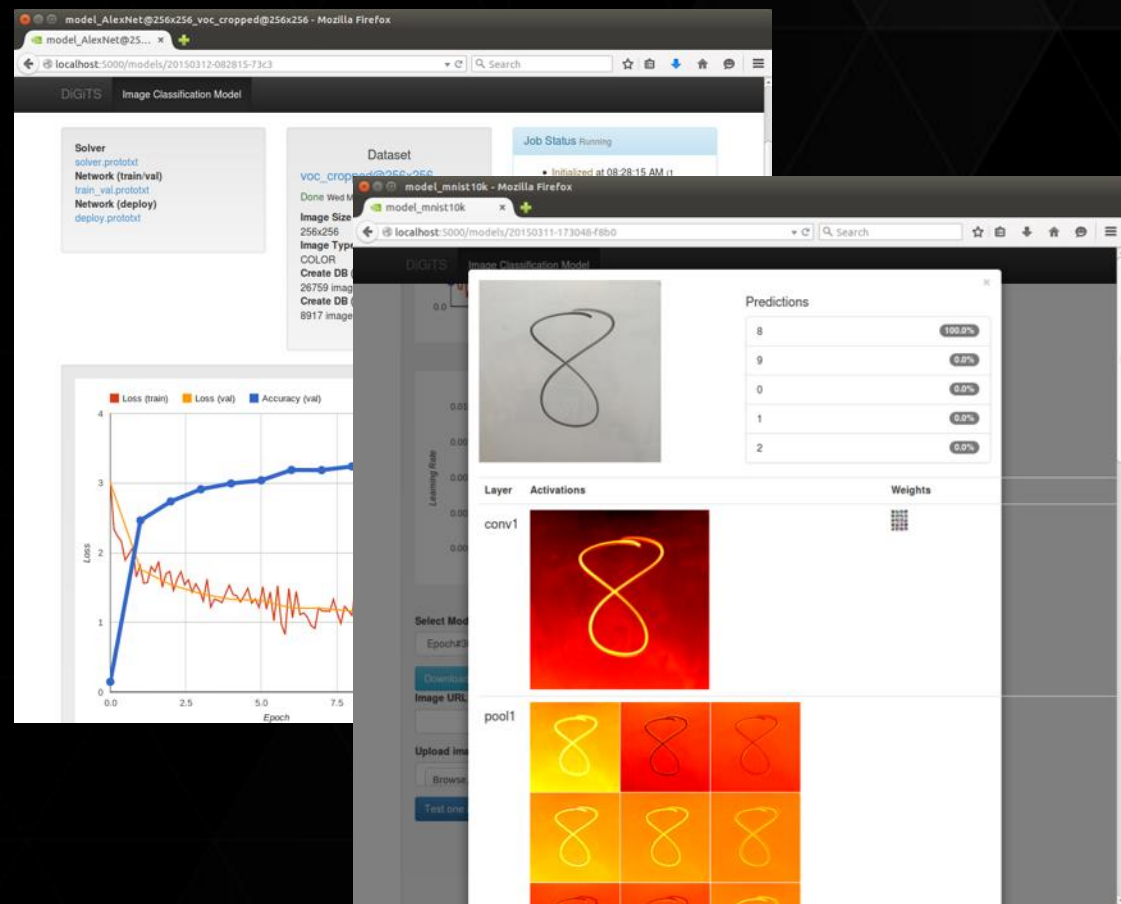 model_AlexNet@256x256_voc_cropped@256x256 - Mozilla Firefox
model_AlexNet@25...
localhost:5000/models/20150312-082815-73c3
Search
DiGiTS Image Classification Model
Solver
solver.prototxt
Network (train/val)
train_val.prototxt
Network (deploy)
deploy.prototxt
Dataset
Done Wed
Image Size
256x256
Image Type
COLOR
Create DB
26759
Create DB
8917
Job Status Running
Initialized at 08:28:15 AM
Loss (train) Loss (val) Accuracy (val)
4
3
2
1
0
Loss
0.0 2.5 5.0 7.5
Epoch
model_mnist10k - Mozilla Firefox
model_mnist10k
localhost:5000/models/20150311-173048-f8b0
Search
DiGiTS Image Classification Model
0.0
Learning Rate
Image URL
Browse.
Test one
Predictions
8 100.0%
9 0.0%
0 0.0%
1 0.0%
2 0.0%
Layer Activations Weights
conv1
pool1